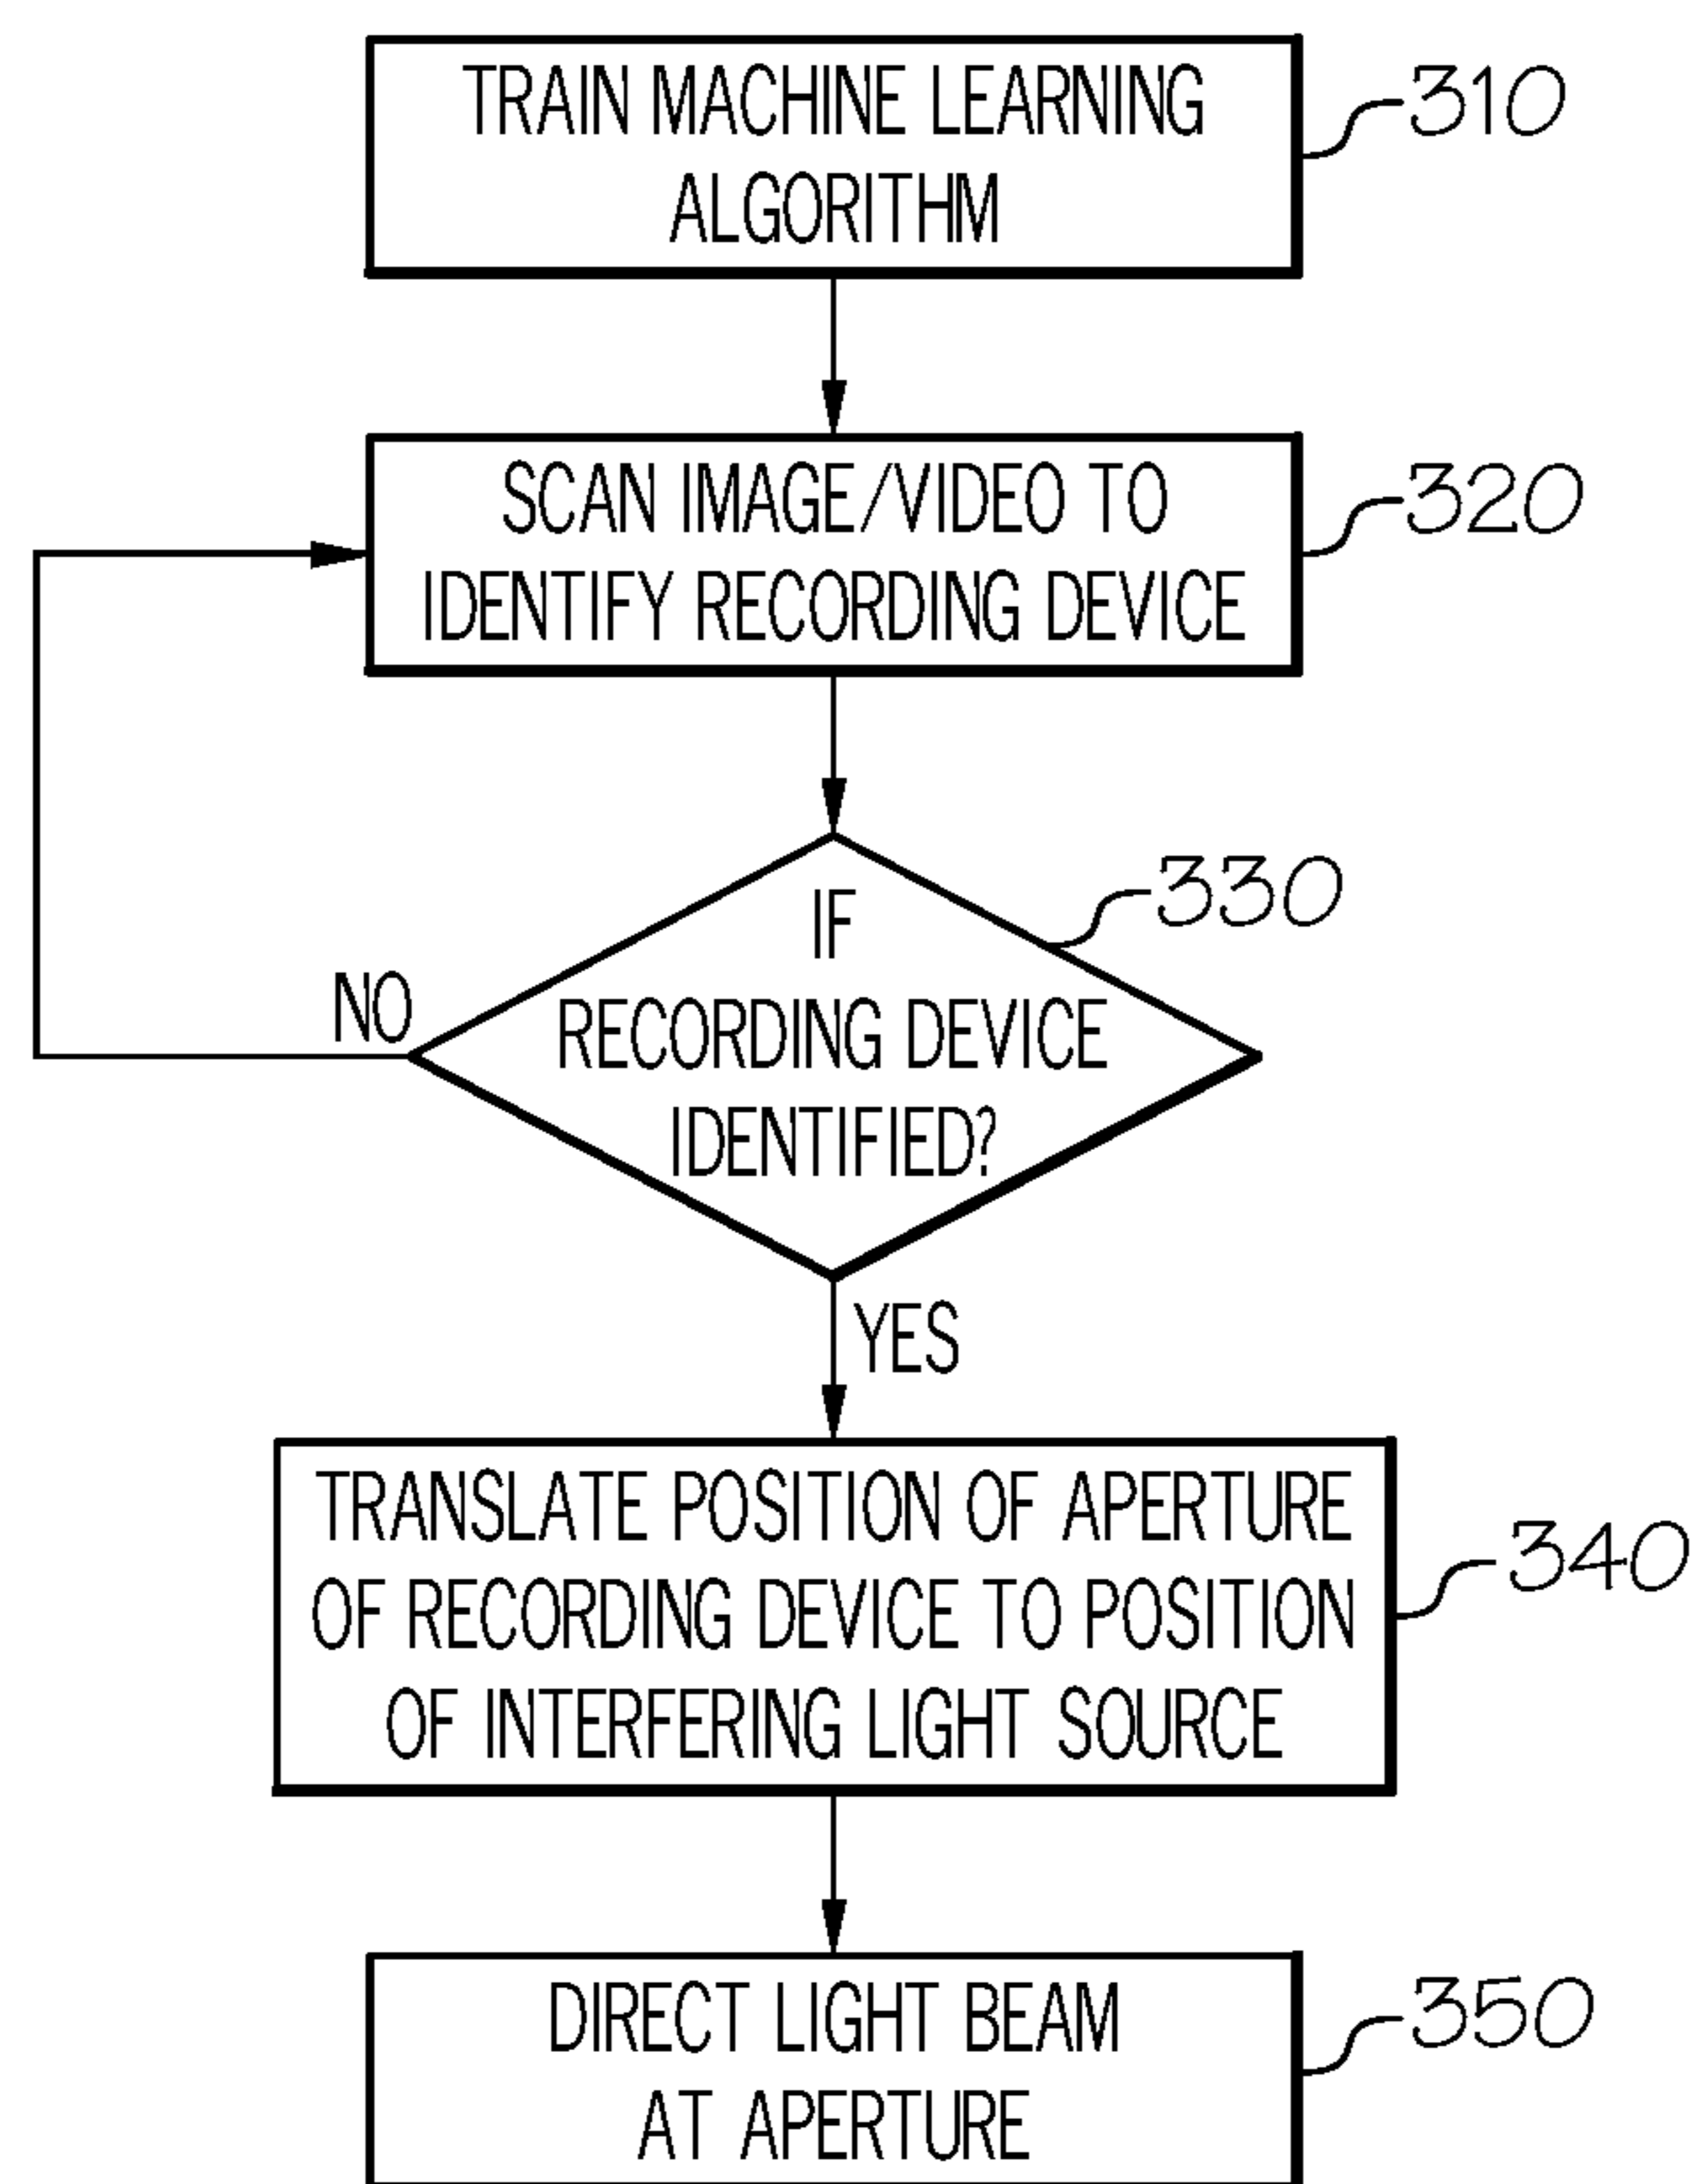 TRAIN MACHINE LEARNING
ALGORITHM
310
SCAN IMAGE/VIDEO TO
IDENTIFY RECORDING DEVICE
320
IF
RECORDING DEVICE
IDENTIFIED?
330
NO
YES
TRANSLATE POSITION OF APERTURE
OF RECORDING DEVICE TO POSITION
OF INTERFERING LIGHT SOURCE
340
DIRECT LIGHT BEAM
AT APERTURE
350